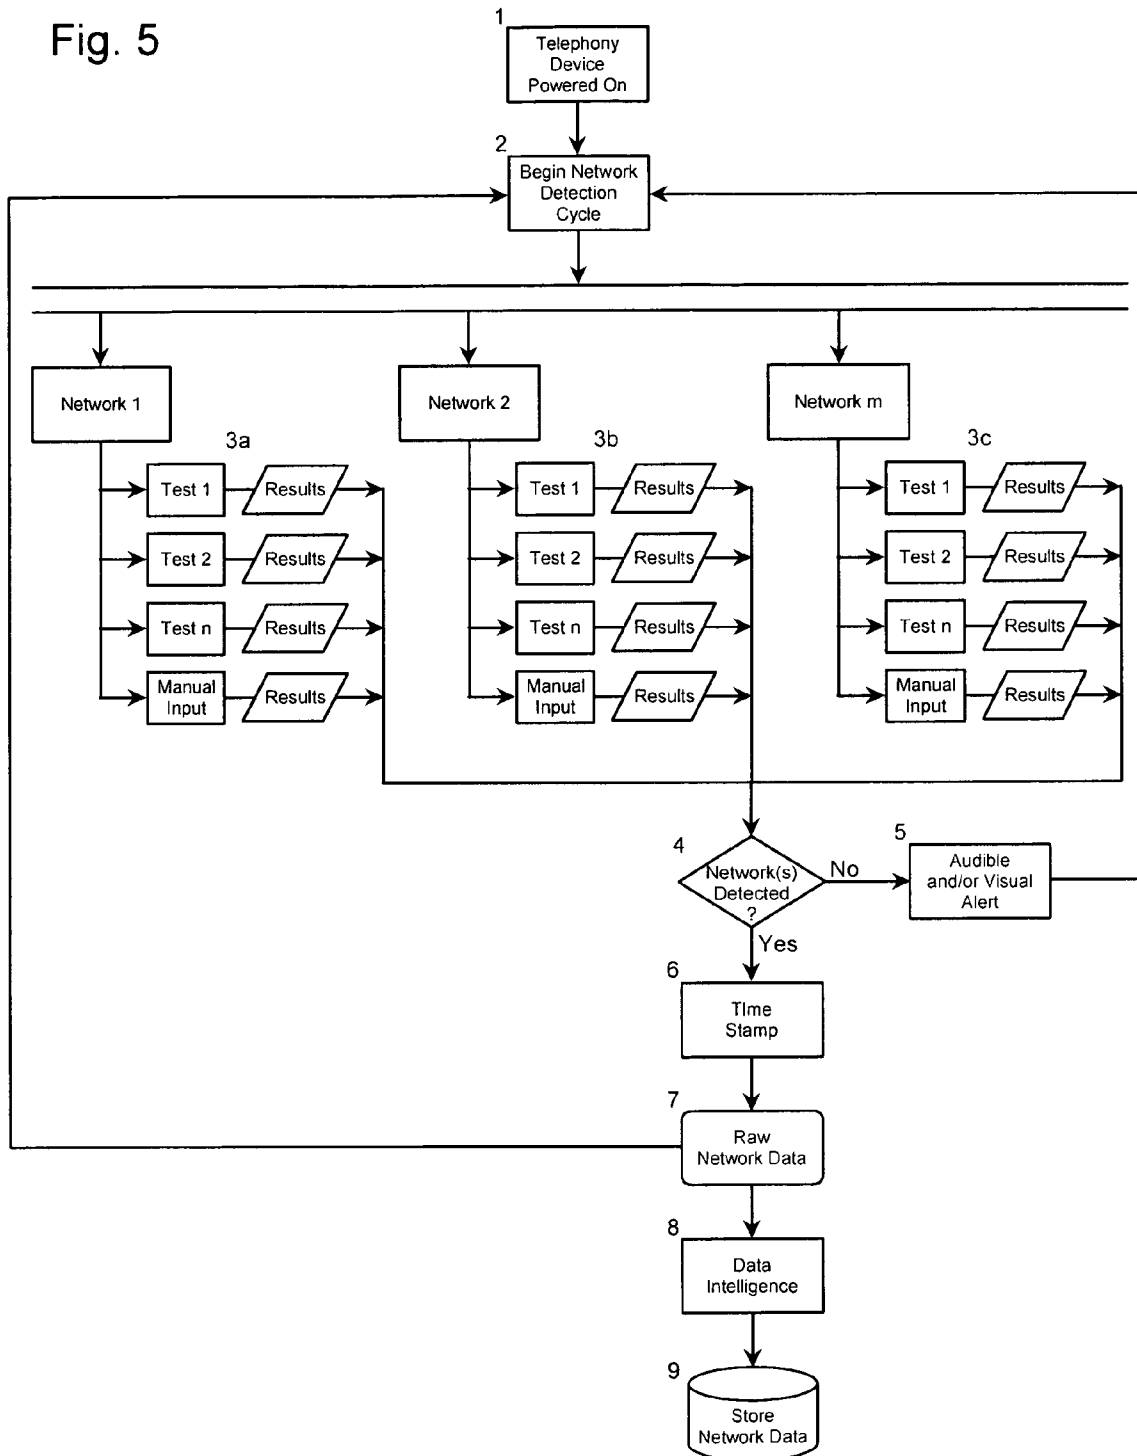 Fig. 5
1
Telephony
Device
Powered On
2
Begin Network
Detection
Cycle
Network 1
Network 2
Network m
3a
3b
3c
Test 1
Results
Test 1
Results
Test 1
Results
Test 2
Results
Test 2
Results
Test 2
Results
Test n
Results
Test n
Results
Test n
Results
Manual
Input
Results
Manual
Input
Results
Manual
Input
Results
4
Network(s)
Detected
?
No
5
Audible
and/or Visual
Alert
Yes
6
TIme
Stamp
7
Raw
Network Data
8
Data
Intelligence
9
Store
Network Data